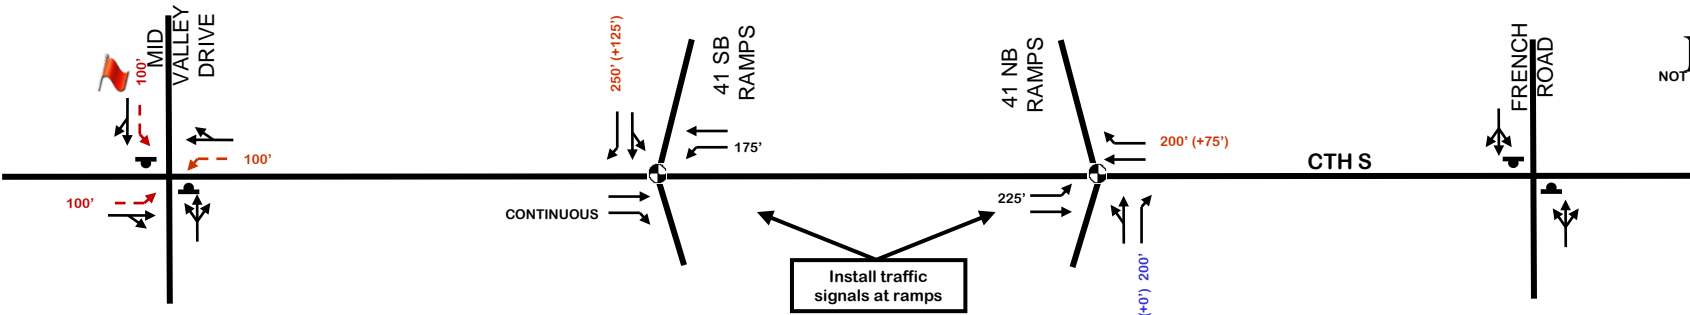 MID
VALLEY
DRIVE
100'
100'
100'
250' (+125')
41 SB
RAMPS
175'
CONTINUOUS
Install traffic
signals at ramps
41 NB
RAMPS
200' (+75')
225'
(+0') 200'
CTH S
FRENCH
ROAD
NOT